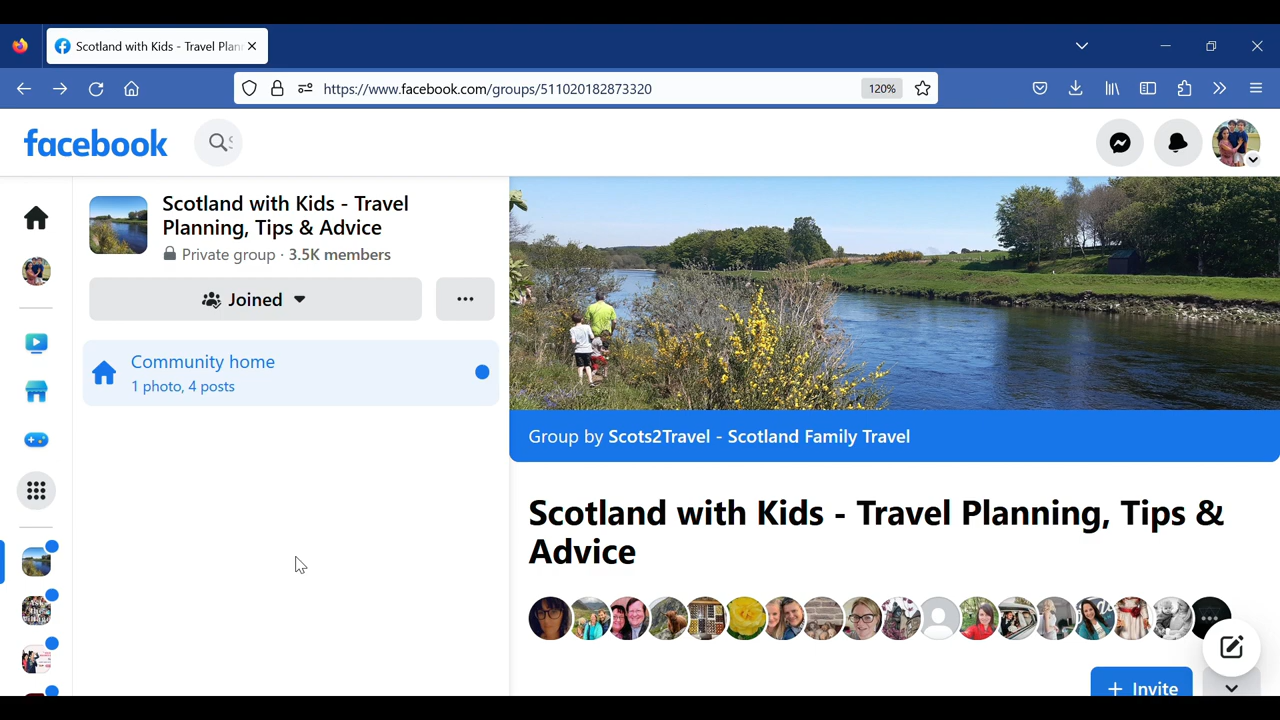 Scotland with Kids - Travel Plan
https://www.facebook.com/groups/511020182873320
120%
facebook
Scotland with Kids - Travel
Planning, Tips & Advice
Private group · 3.5K members
Joined
Community home
1 photo, 4 posts
Group by Scots2Travel - Scotland Family Travel
Scotland with Kids - Travel Planning, Tips &
Advice
+ Invite